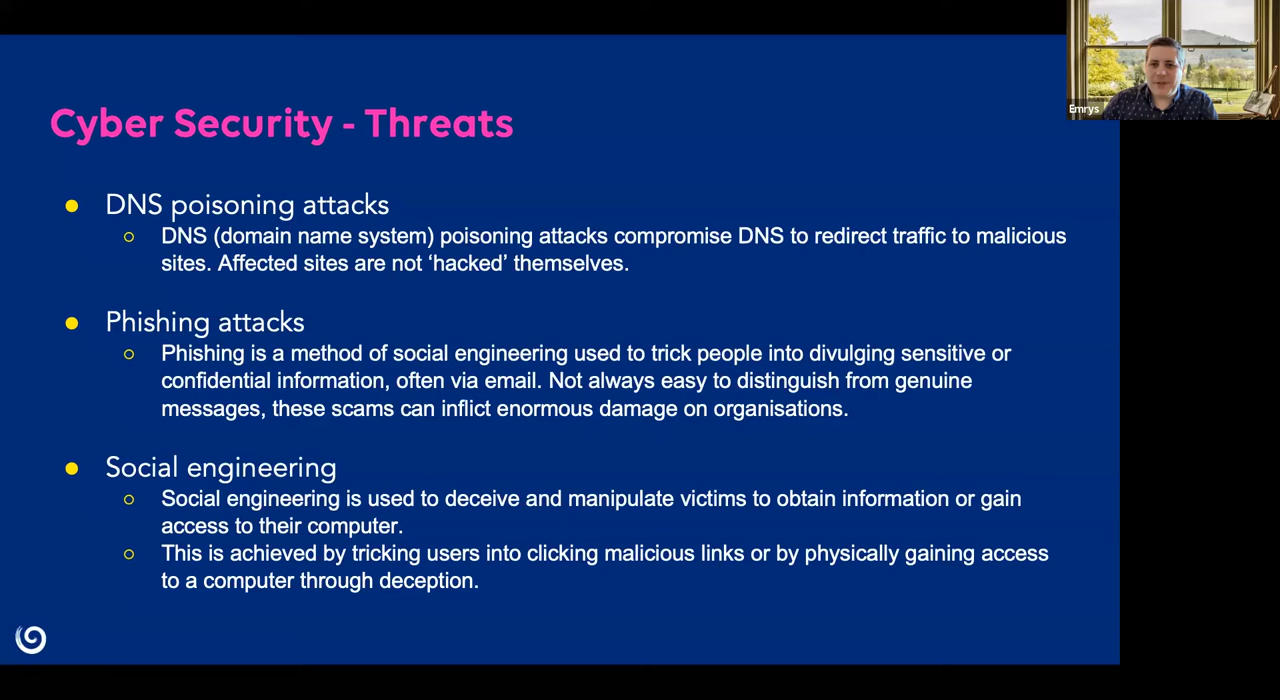 Emrys
Cyber Security - Threats
● DNS poisoning attacks
○ DNS (domain name system) poisoning attacks compromise DNS to redirect traffic to malicious
sites. Affected sites are not ‘hacked’ themselves.
● Phishing attacks
○ Phishing is a method of social engineering used to trick people into divulging sensitive or
confidential information, often via email. Not always easy to distinguish from genuine
messages, these scams can inflict enormous damage on organisations.
● Social engineering
○ Social engineering is used to deceive and manipulate victims to obtain information or gain
access to their computer.
○ This is achieved by tricking users into clicking malicious links or by physically gaining access
to a computer through deception.